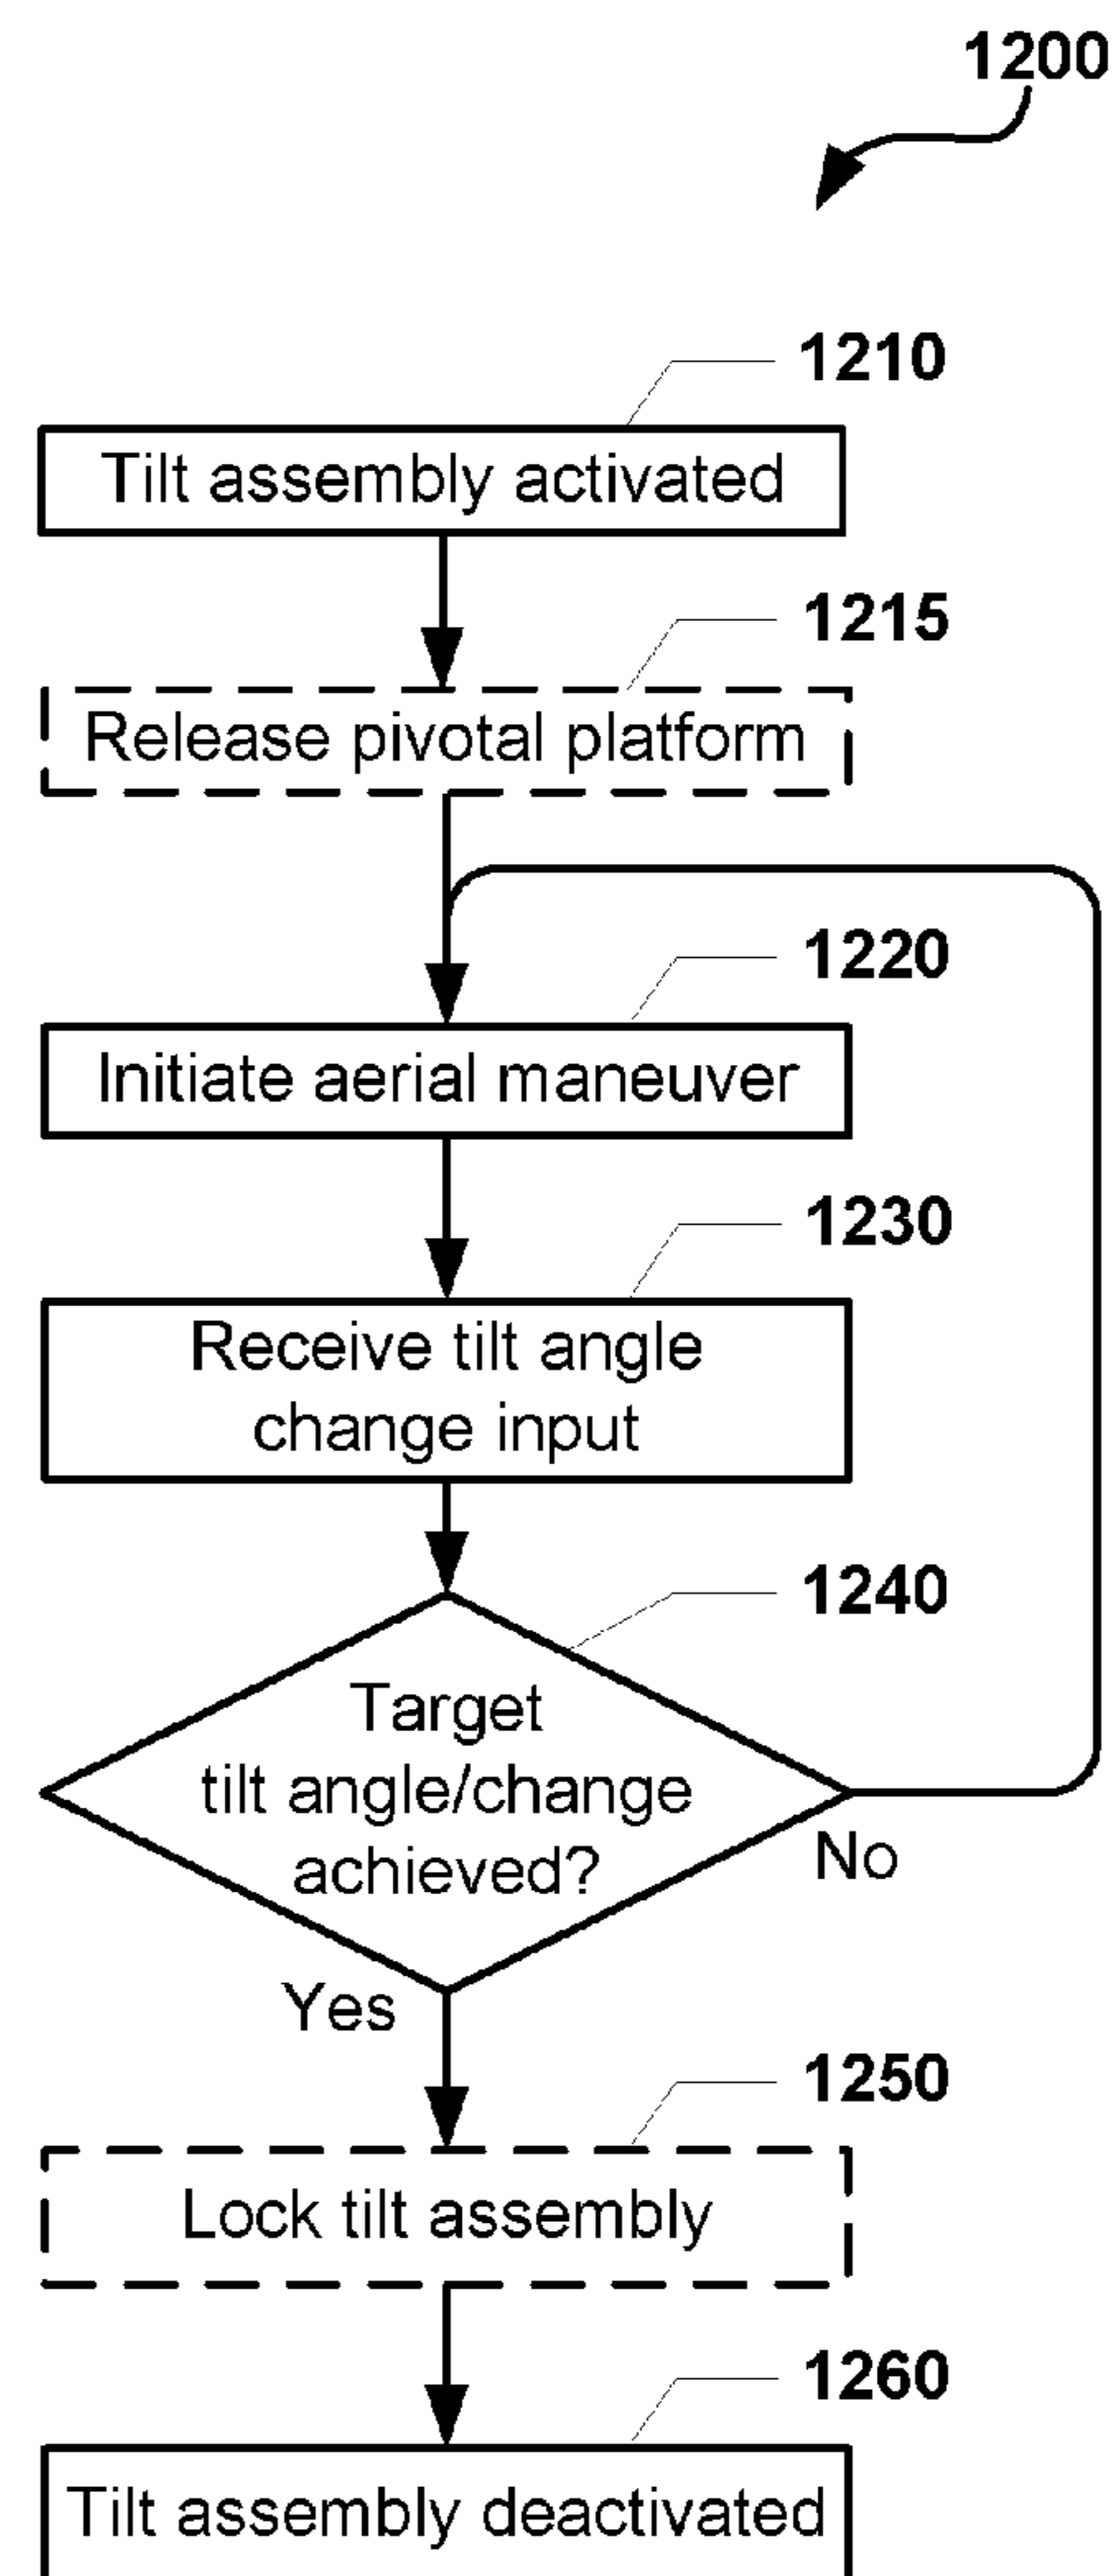 1200
1210
Tilt assembly activated
1215
Release pivotal platform
1220
Initiate aerial maneuver
1230
Receive tilt angle
change input
1240
Target
tilt angle/change
achieved?
No
Yes
1250
Lock tilt assembly
1260
Tilt assembly deactivated